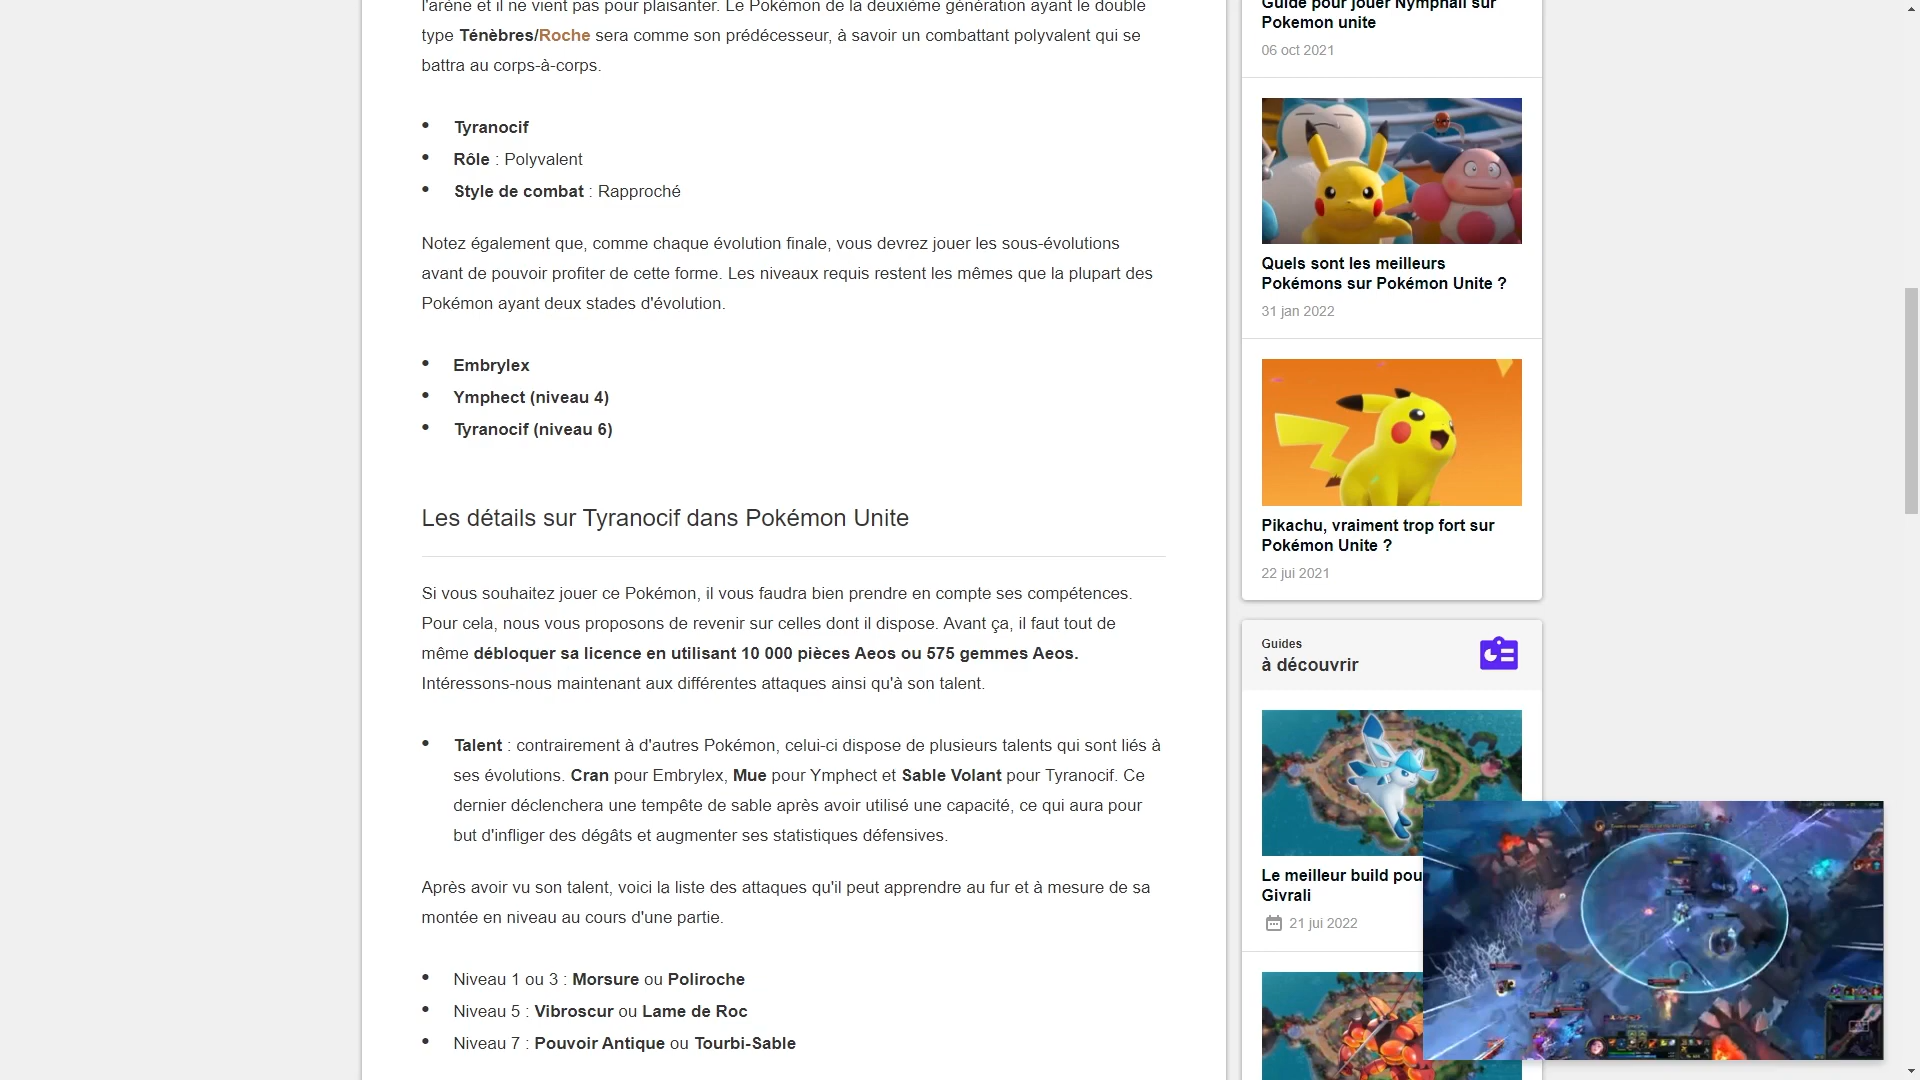 l'arène et il ne vient pas pour plaisanter. Le Pokémon de la deuxième génération ayant le double
type Ténèbres/Roche sera comme son prédécesseur, à savoir un combattant polyvalent qui se
battra au corps-à-corps.
• Tyranocif
• Rôle : Polyvalent
• Style de combat : Rapproché
Notez également que, comme chaque évolution finale, vous devrez jouer les sous-évolutions
avant de pouvoir profiter de cette forme. Les niveaux requis restent les mêmes que la plupart des
Pokémon ayant deux stades d'évolution.
• Embrylex
• Ymphect (niveau 4)
• Tyranocif (niveau 6)
Les détails sur Tyranocif dans Pokémon Unite
Si vous souhaitez jouer ce Pokémon, il vous faudra bien prendre en compte ses compétences.
Pour cela, nous vous proposons de revenir sur celles dont il dispose. Avant ça, il faut tout de
même débloquer sa licence en utilisant 10 000 pièces Aeos ou 575 gemmes Aeos.
Intéressons-nous maintenant aux différentes attaques ainsi qu'à son talent.
• Talent : contrairement à d'autres Pokémon, celui-ci dispose de plusieurs talents qui sont liés à
ses évolutions. Cran pour Embrylex, Mue pour Ymphect et Sable Volant pour Tyranocif. Ce
dernier déclenchera une tempête de sable après avoir utilisé une capacité, ce qui aura pour
but d'infliger des dégâts et augmenter ses statistiques défensives.
Après avoir vu son talent, voici la liste des attaques qu'il peut apprendre au fur et à mesure de sa
montée en niveau au cours d'une partie.
• Niveau 1 ou 3 : Morsure ou Poliroche
• Niveau 5 : Vibroscur ou Lame de Roc
• Niveau 7 : Pouvoir Antique ou Tourbi-Sable
Guide pour jouer Nymphali sur
Pokemon unite
06 oct 2021
Quels sont les meilleurs
Pokémons sur Pokémon Unite ?
31 jan 2022
Pikachu, vraiment trop fort sur
Pokémon Unite ?
22 jui 2021
Guides
à découvrir
Le meilleur build pou
Givrali
21 jui 2022